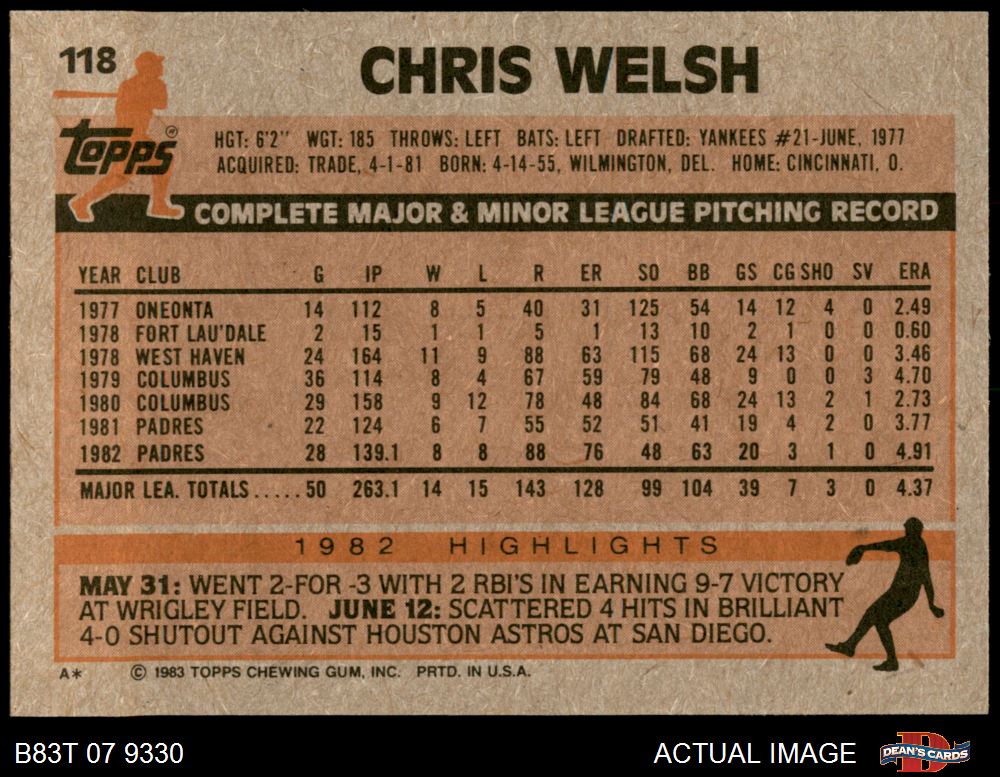 118
CHRIS WELSH
Topps®
HGT: 6'2" WGT: 185 THROWS: LEFT BATS: LEFT DRAFTED: YANKEES #21-JUNE, 1977
ACQUIRED: TRADE, 4-1-81 BORN: 4-14-55, WILMINGTON, DEL. HOME: CINCINNATI, O.
COMPLETE MAJOR & MINOR LEAGUE PITCHING RECORD
YEAR CLUB G IP W L R ER SO BB GS CG SHO SV ERA
1977 ONEONTA 14 112 8 5 40 31 125 54 14 12 4 0 2.49
1978 FORT LAU'DALE 2 15 1 1 5 1 13 10 2 1 0 0 0.60
1978 WEST HAVEN 24 164 11 9 88 63 115 68 24 13 0 0 3.46
1979 COLUMBUS 36 114 8 4 67 59 79 48 9 0 0 3 4.70
1980 COLUMBUS 29 158 9 12 78 48 84 68 24 13 2 1 2.73
1981 PADRES 22 124 6 7 55 52 51 41 19 4 2 0 3.77
1982 PADRES 28 139.1 8 8 88 76 48 63 20 3 1 0 4.91
MAJOR LEA. TOTALS.....50 263.1 14 15 143 128 99 104 39 7 3 0 4.37
1982 HIGHLIGHTS
MAY 31: WENT 2-FOR -3 WITH 2 RBI'S IN EARNING 9-7 VICTORY
AT WRIGLEY FIELD. JUNE 12: SCATTERED 4 HITS IN BRILLIANT
4-0 SHUTOUT AGAINST HOUSTON ASTROS AT SAN DIEGO.
A* © 1983 TOPPS CHEWING GUM, INC. PRTD. IN U.S.A.
B83T 07 9330 ACTUAL IMAGE DEAN'S CARDS